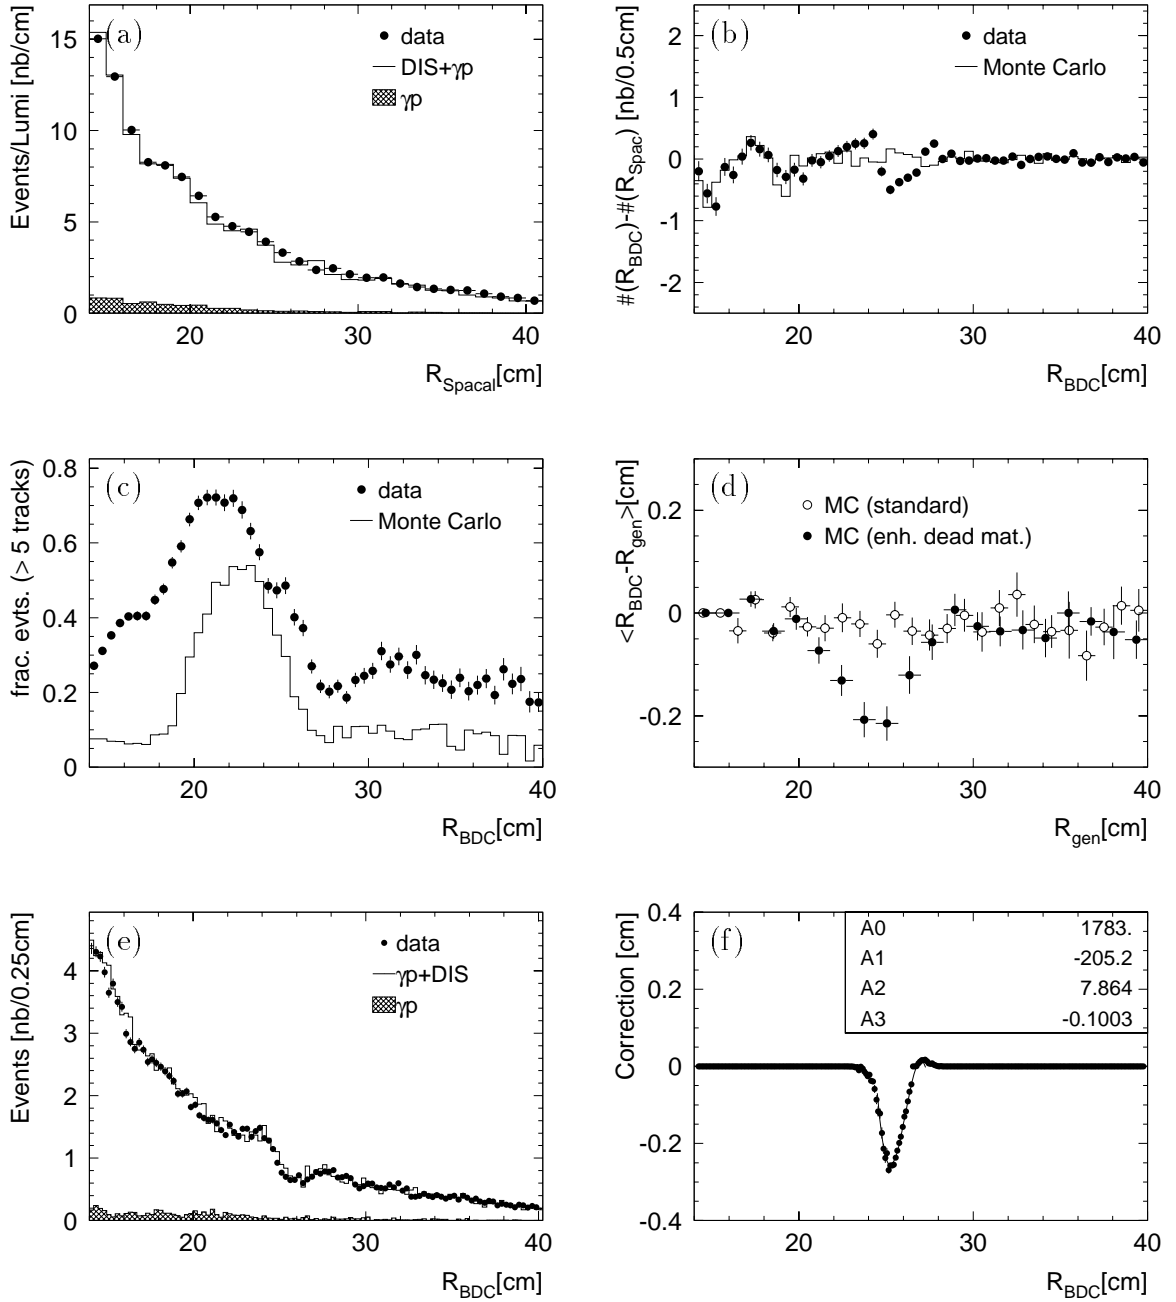 (a)
data
DIS+γp
γp
Events/Lumi [nb/cm]
15
10
5
0
20
30
40
R_Spacal[cm]
(b)
data
Monte Carlo
#(R_BDC)-#(R_Spac) [nb/0.5cm]
2
1
0
-1
-2
20
30
40
R_BDC[cm]
(c)
data
Monte Carlo
frac. evts. (> 5 tracks)
0.8
0.6
0.4
0.2
0
20
30
40
R_BDC[cm]
(d)
MC (standard)
MC (enh. dead mat.)
<R_BDC-R_gen>[cm]
0.2
0
-0.2
20
30
40
R_gen[cm]
(e)
data
γp+DIS
γp
Events [nb/0.25cm]
4
3
2
1
0
20
30
40
R_BDC[cm]
(f)
A0 1783.
A1 -205.2
A2 7.864
A3 -0.1003
Correction [cm]
0.4
0.2
0
-0.2
-0.4
20
30
40
R_BDC[cm]